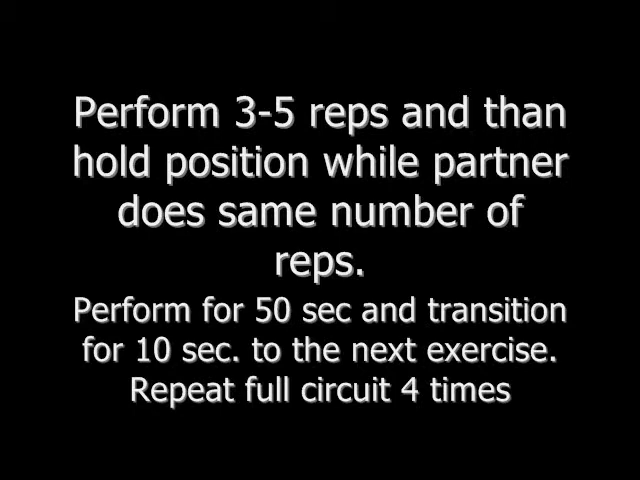 Perform 3-5 reps and than
hold position while partner
does same number of
reps.
Perform for 50 sec and transition
for 10 sec. to the next exercise.
Repeat full circuit 4 times